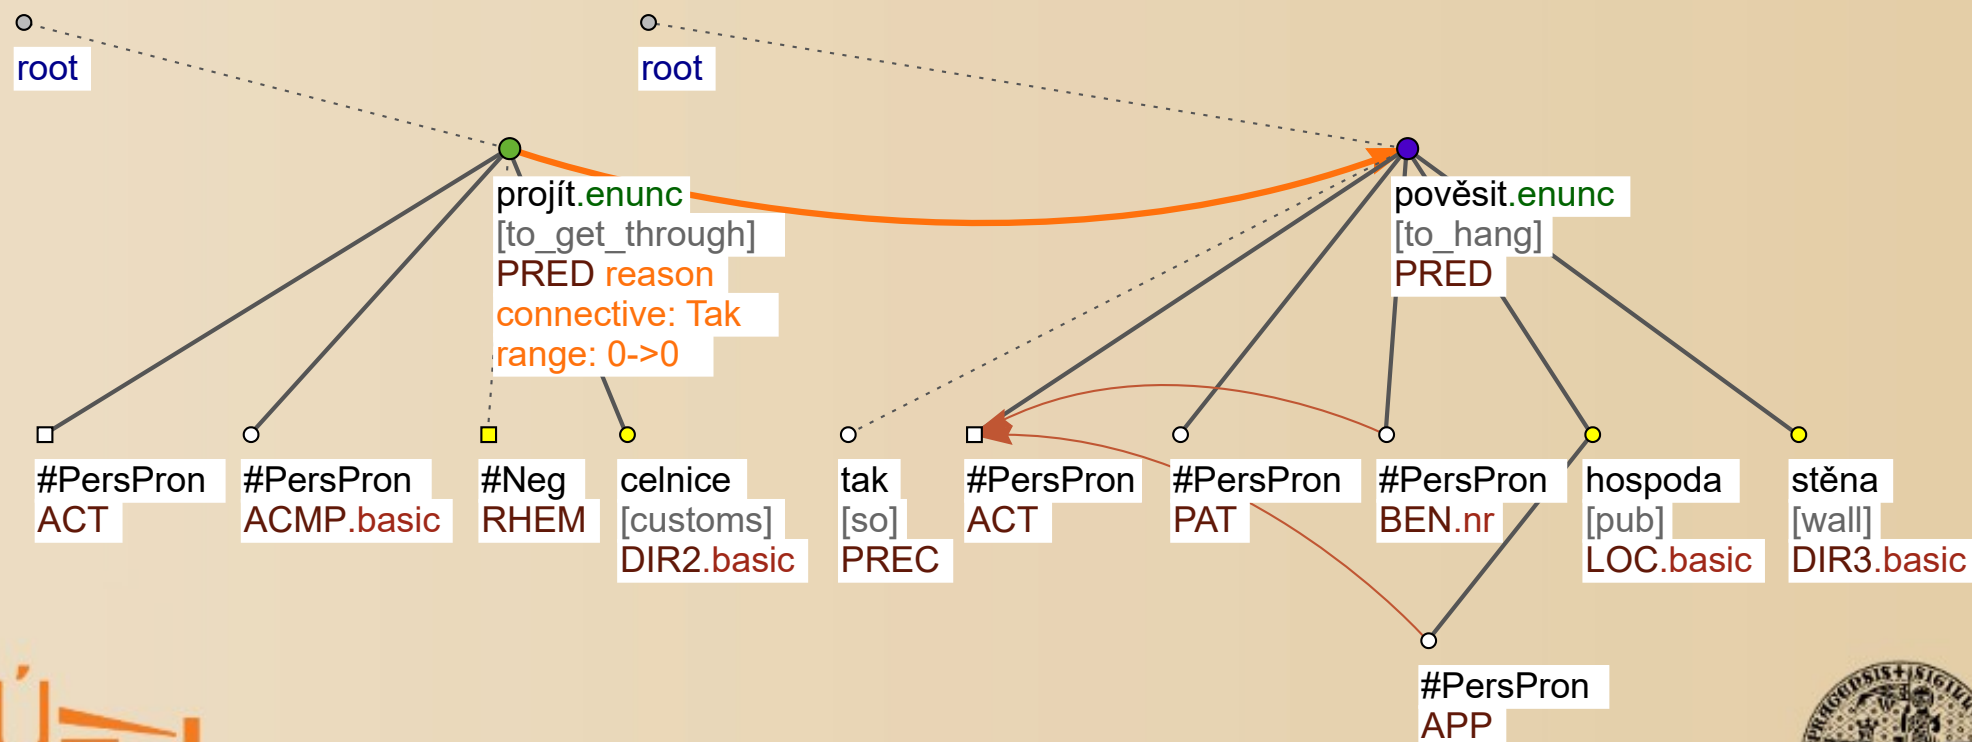 root
root
projít.enunc
[to_get_through]
PRED reason
connective: Tak
range: 0->0
pověsit.enunc
[to_hang]
PRED
#PersPron
ACT
#PersPron
ACMP.basic
#Neg
RHEM
celnice
[customs]
DIR2.basic
tak
[so]
PREC
#PersPron
ACT
#PersPron
PAT
#PersPron
BEN.nr
hospoda
[pub]
LOC.basic
stěna
[wall]
DIR3.basic
#PersPron
APP